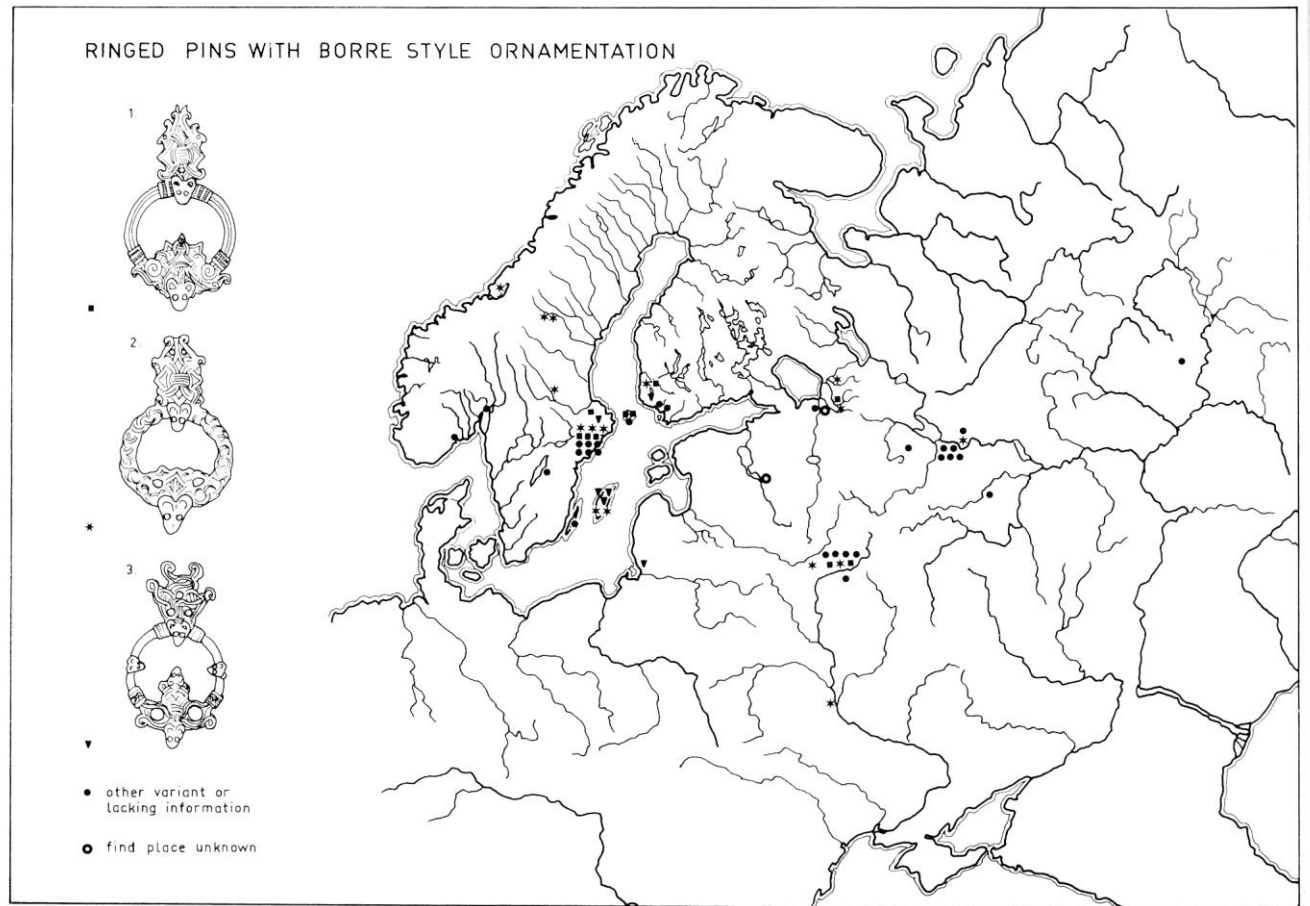 RINGED PINS WiTH BORRE STYLE ORNAMENTATION
1.
2.
3.
other variant or
lacking information
find place unknown